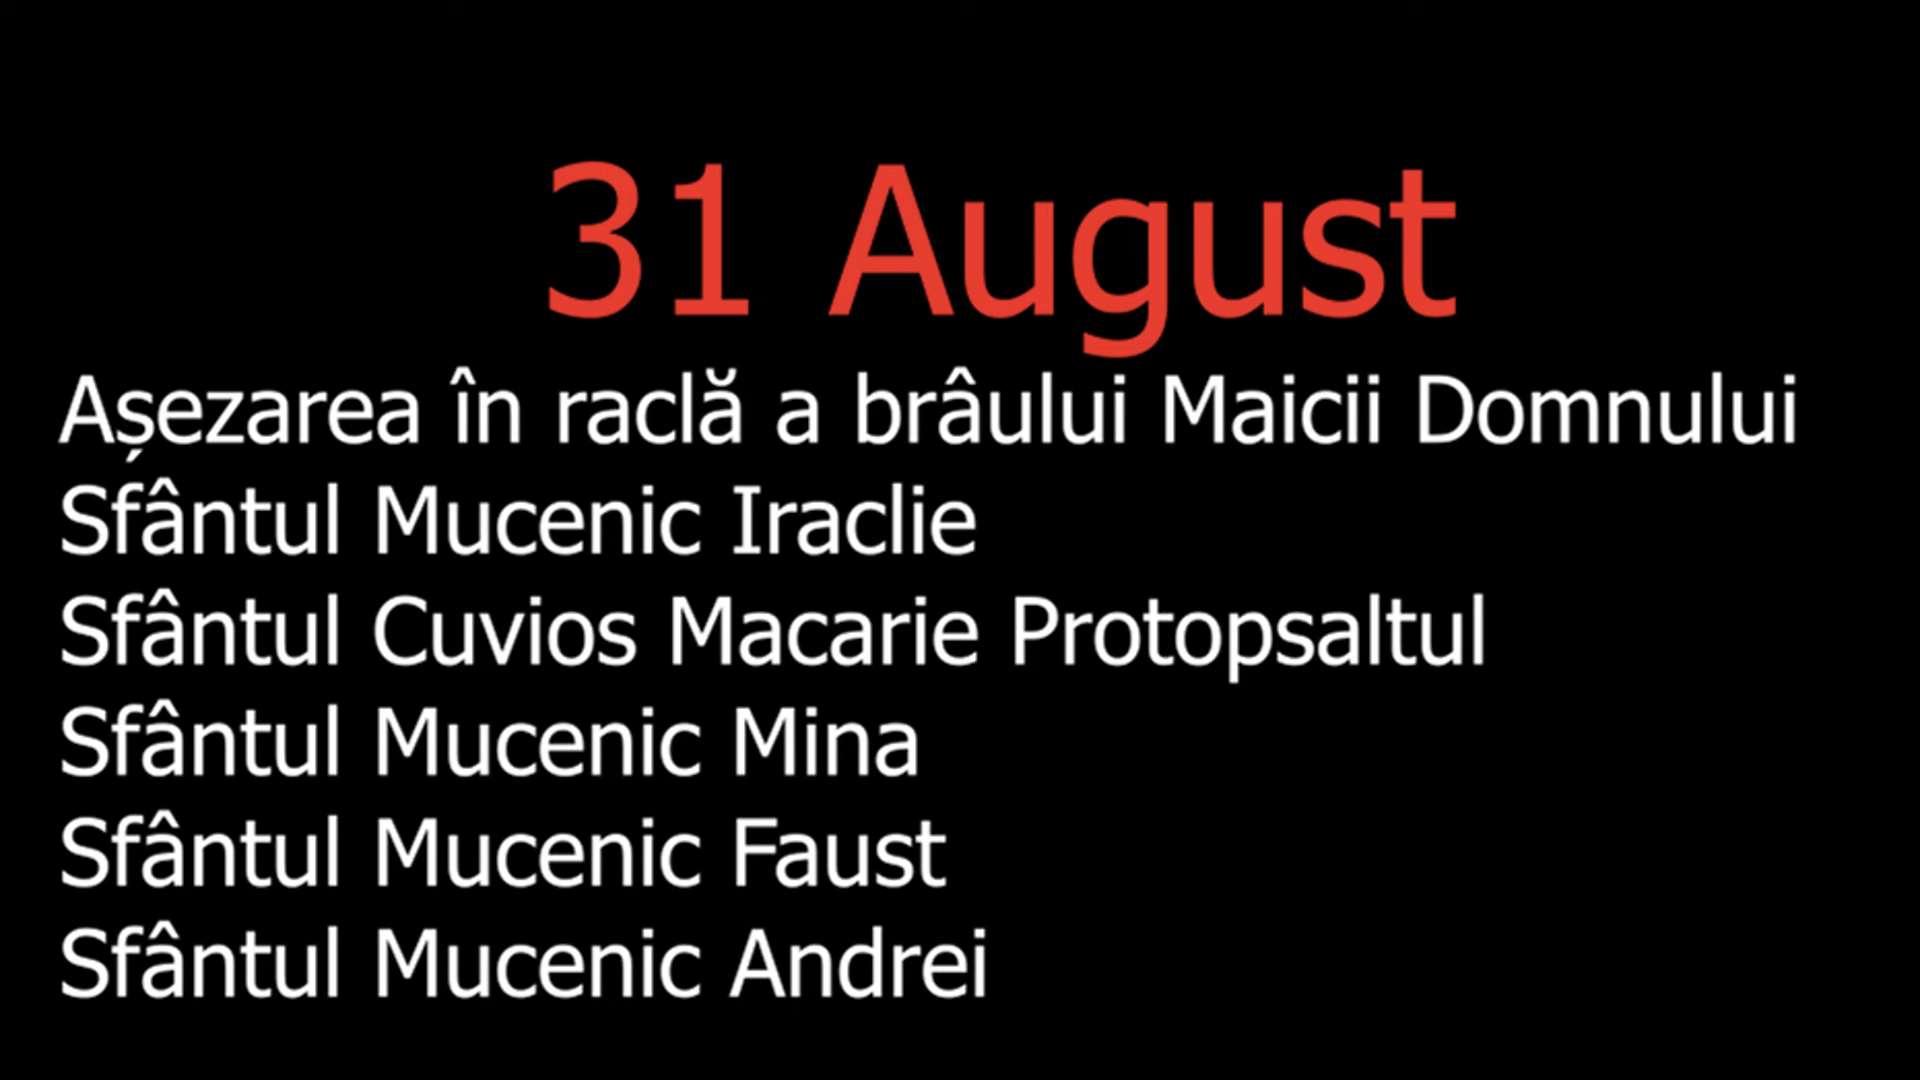 31 August
Așezarea în raclă a brâului Maicii Domnului
Sfântul Mucenic Iraclie
Sfântul Cuvios Macarie Protopsaltul
Sfântul Mucenic Mina
Sfântul Mucenic Faust
Sfântul Mucenic Andrei